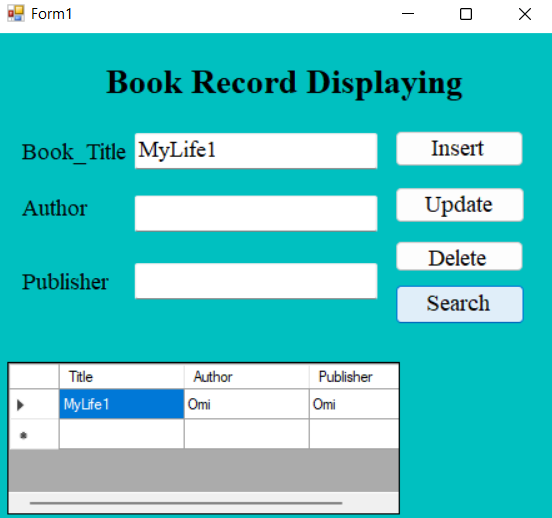 Form1
Book Record Displaying
Book_Title MyLife1 Insert
Author Update
Publisher Delete
Search
Title Author Publisher
MyLife1 Omi Omi